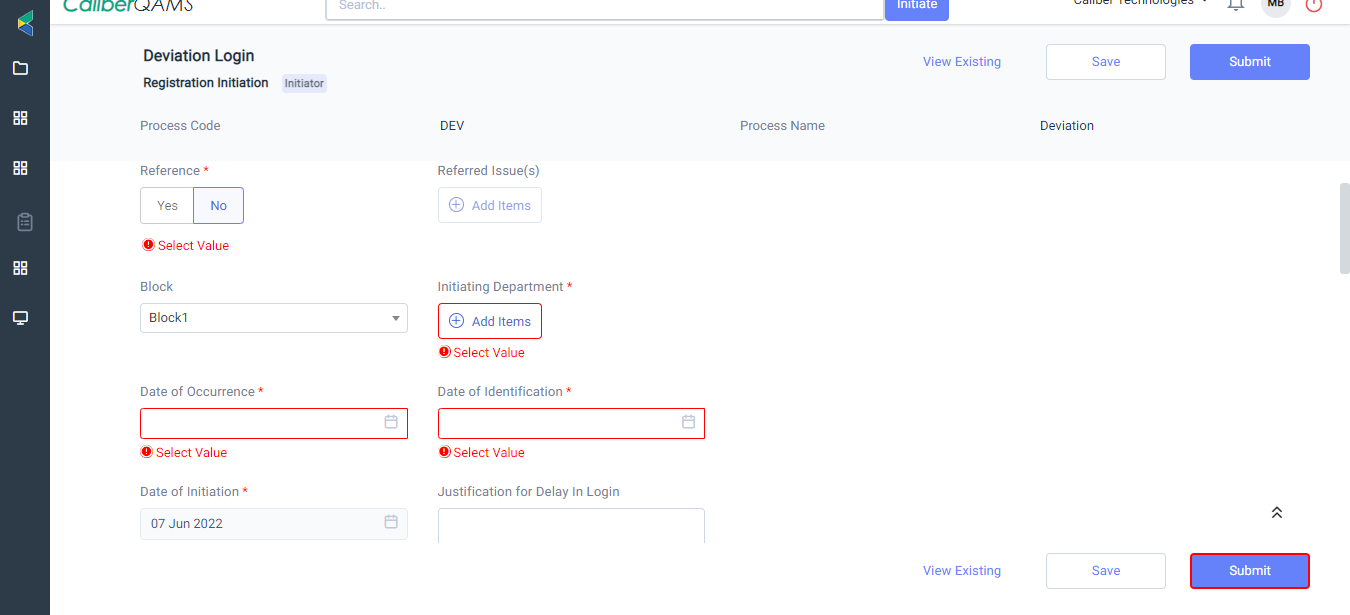 CaliberQAMS
Search..
Initiate
Caliber Technologies
MB
Deviation Login
View Existing
Save
Submit
Registration Initiation Initiator
Process Code DEV Process Name Deviation
Reference * Referred Issue(s)
Yes No Add Items
Select Value
Block Initiating Department *
Block1 Add Items
Select Value
Date of Occurrence * Date of Identification *
Select Value Select Value
Date of Initiation * Justification for Delay In Login
07 Jun 2022
View Existing Save Submit